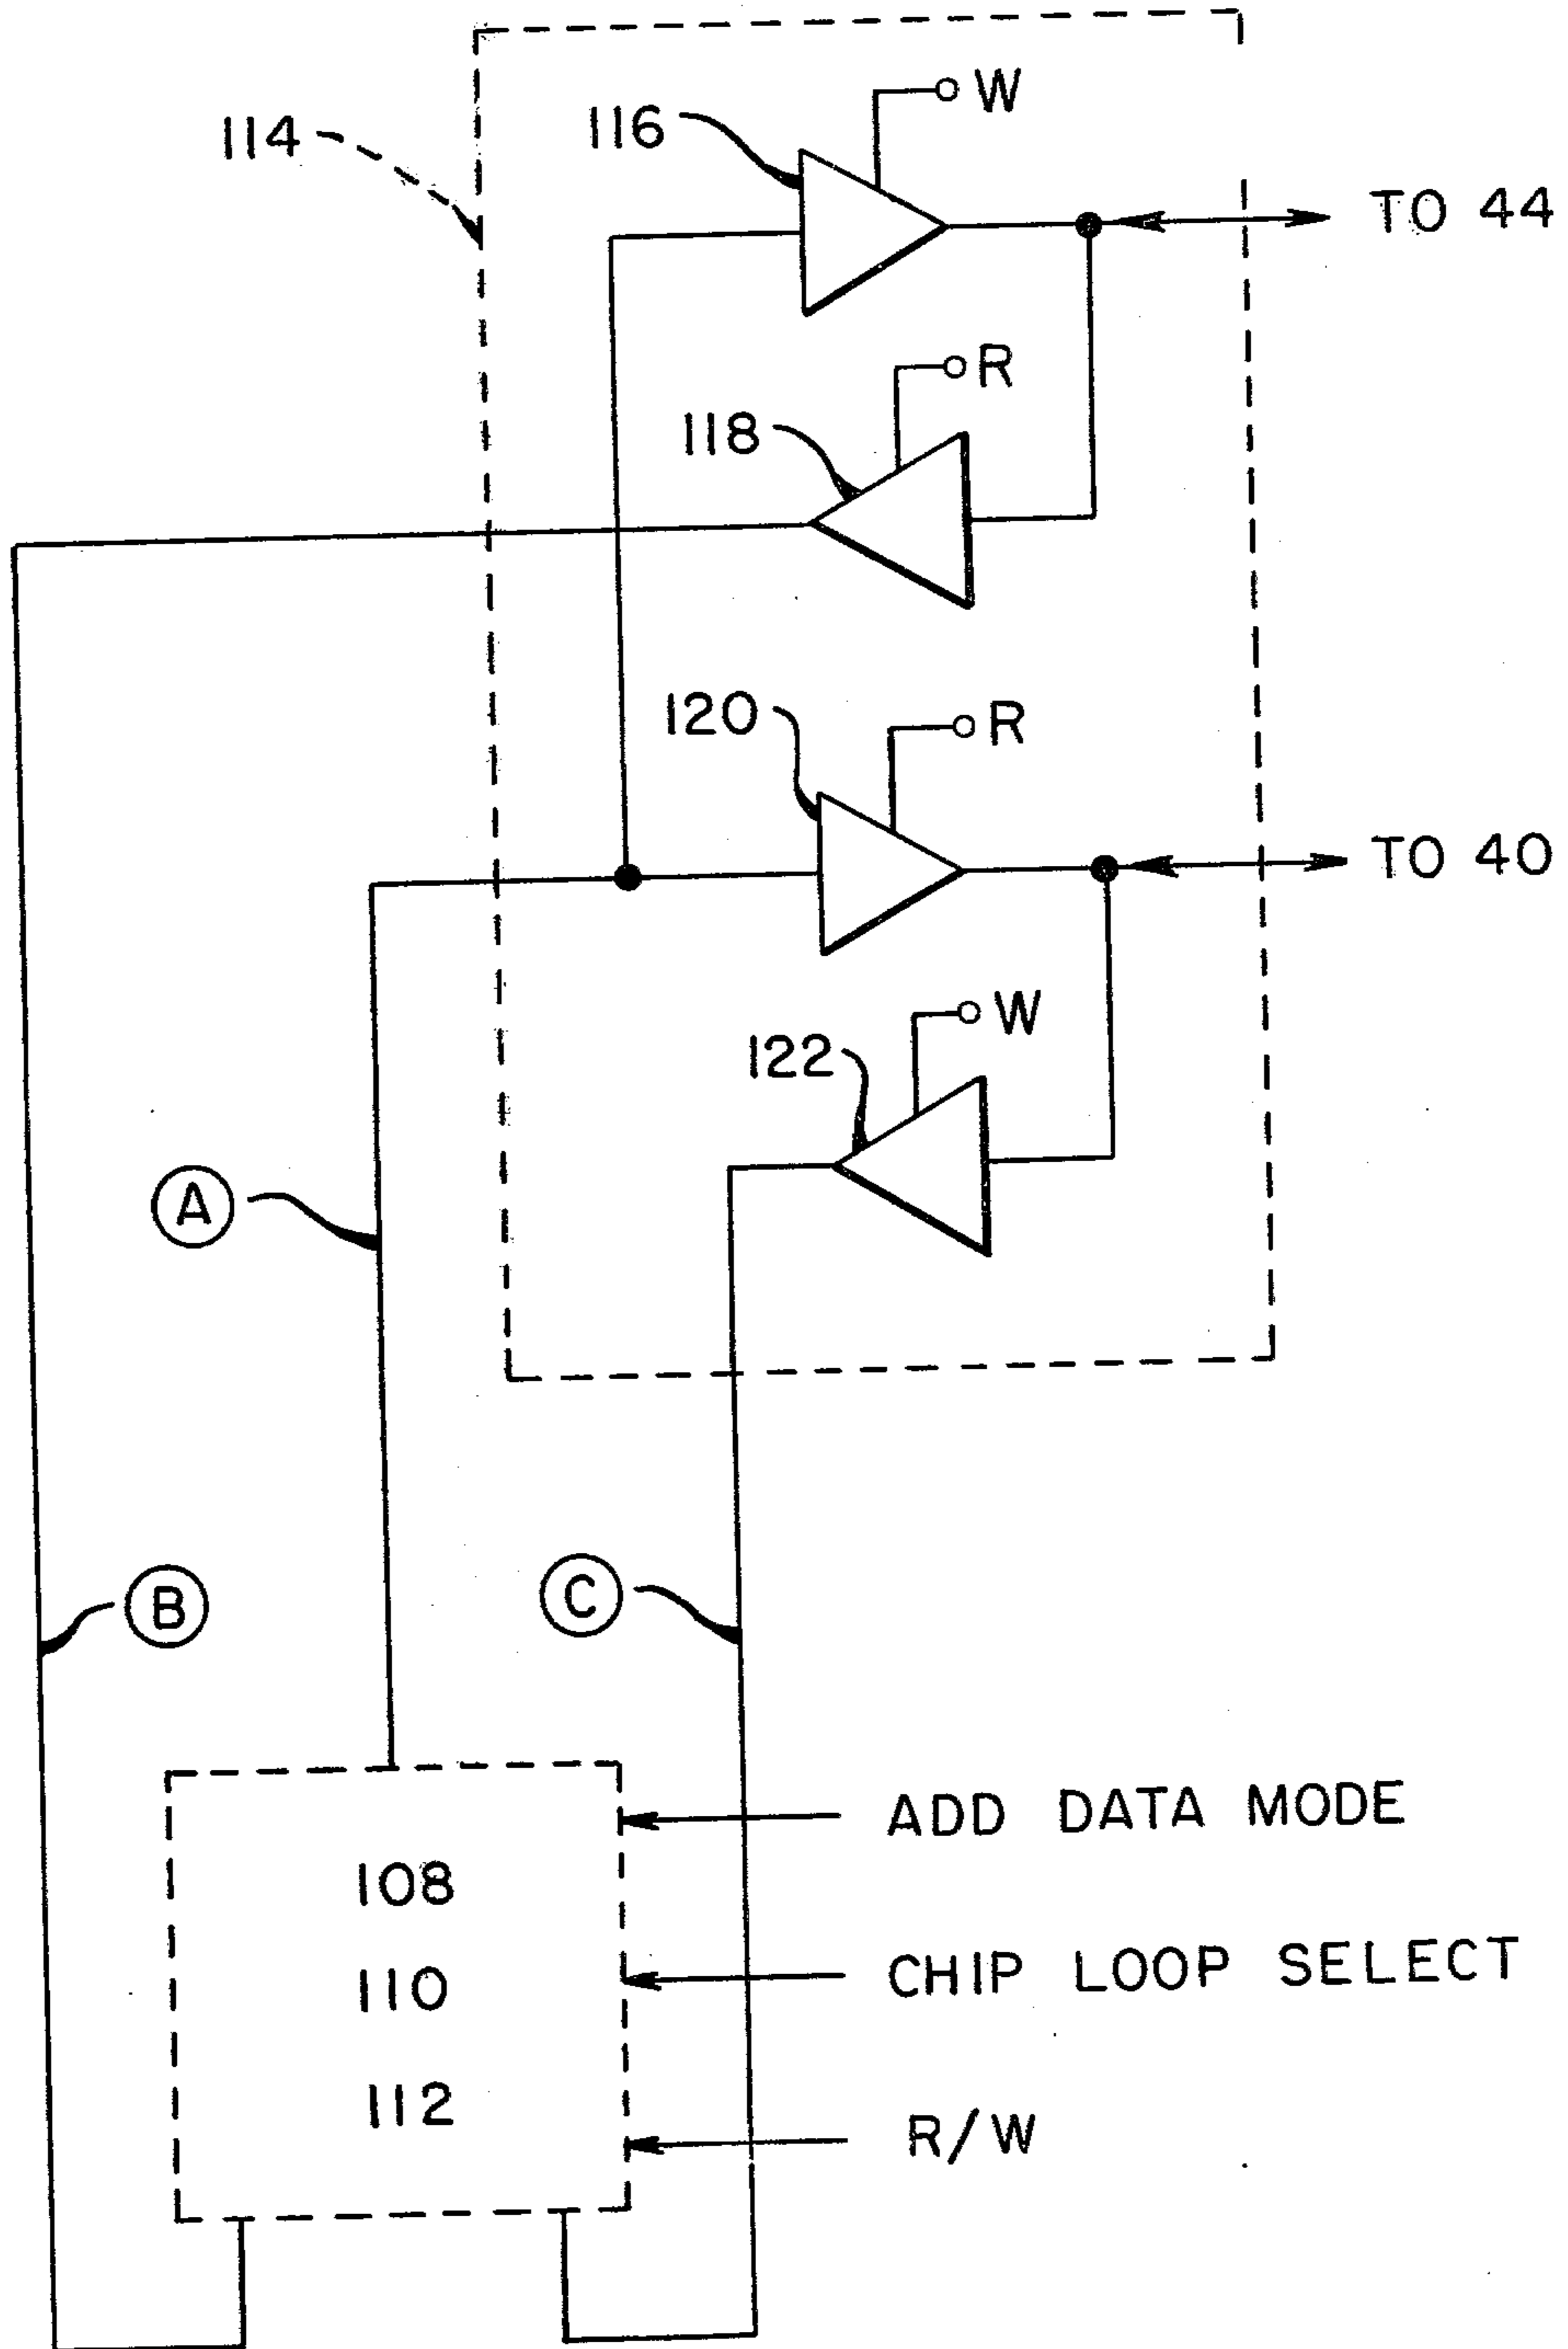 W
114
116
TO 44
R
118
120
R
TO 40
W
122
A
B
C
ADD DATA MODE
108
CHIP LOOP SELECT
110
112
R/W